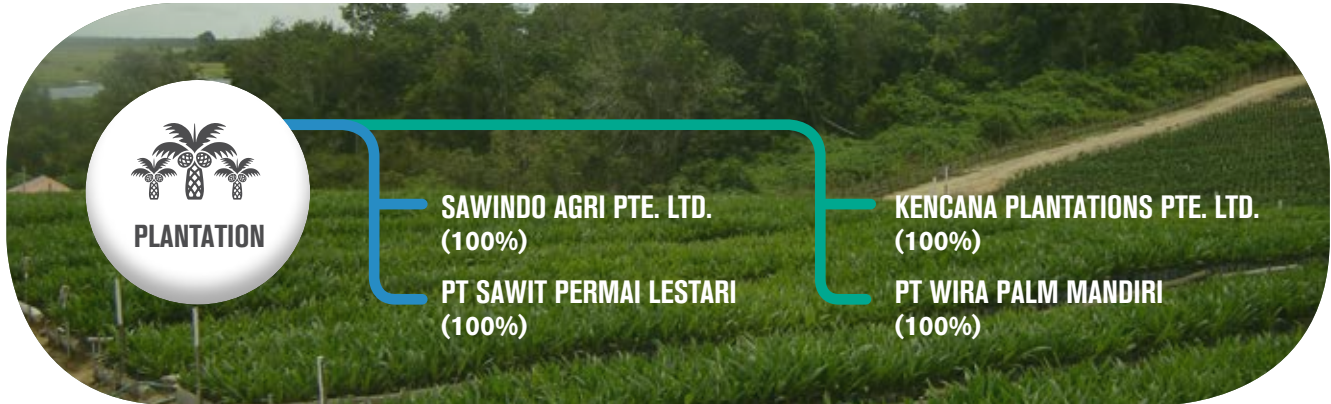 PLANTATION
SAWINDO AGRI PTE. LTD.
(100%)
PT SAWIT PERMAI LESTARI
(100%)
KENCANA PLANTATIONS PTE. LTD.
(100%)
PT WIRA PALM MANDIRI
(100%)